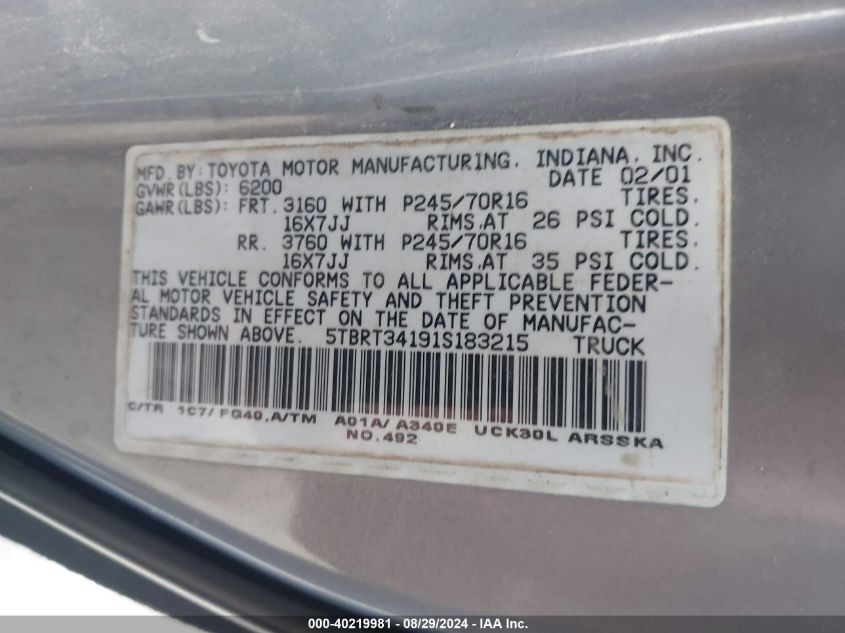 MFD. BY: TOYOTA MOTOR MANUFACTURING, INDIANA, INC.
GVWR(LBS): 6200 DATE 02/01
GAWR(LBS): FRT. 3160 WITH P245/70R16 TIRES,
16X7JJ RIMS,AT 26 PSI COLD.
RR. 3760 WITH P245/70R16 TIRES,
16X7JJ RIMS,AT 35 PSI COLD.
THIS VEHICLE CONFORMS TO ALL APPLICABLE FEDER-
AL MOTOR VEHICLE SAFETY AND THEFT PREVENTION
STANDARDS IN EFFECT ON THE DATE OF MANUFAC-
TURE SHOWN ABOVE. 5TBRT34191S183215 TRUCK
C/TR 1C7/ FG40,A/TM A01A/ A340E UCK30L ARSSKA
NO.492
000-40219981 - 08/29/2024 - IAA Inc.